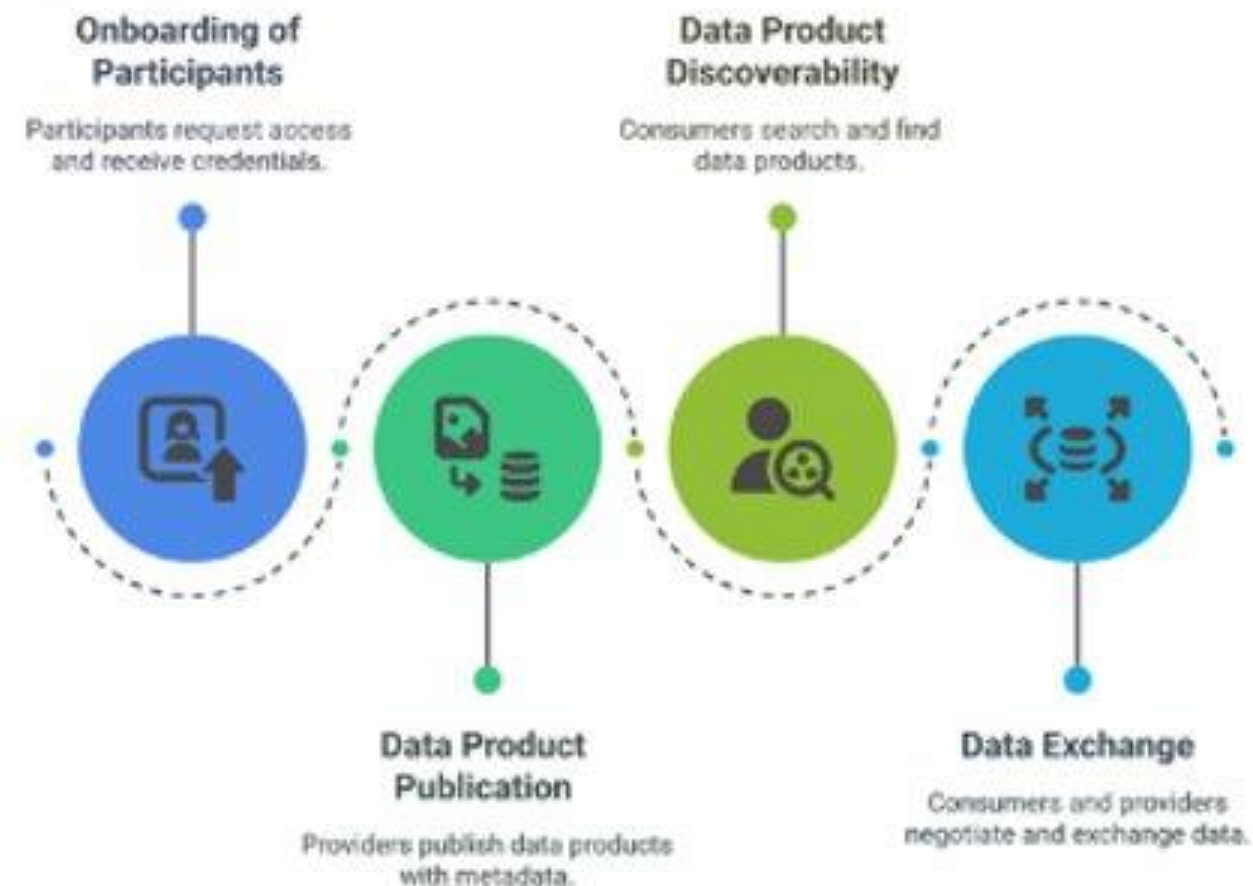 Onboarding of
Participants
Participants request access
and receive credentials.
Data Product
Publication
Providers publish data products
with metadata.
Data Product
Discoverability
Consumers search and find
data products.
Data Exchange
Consumers and providers
negotiate and exchange data.